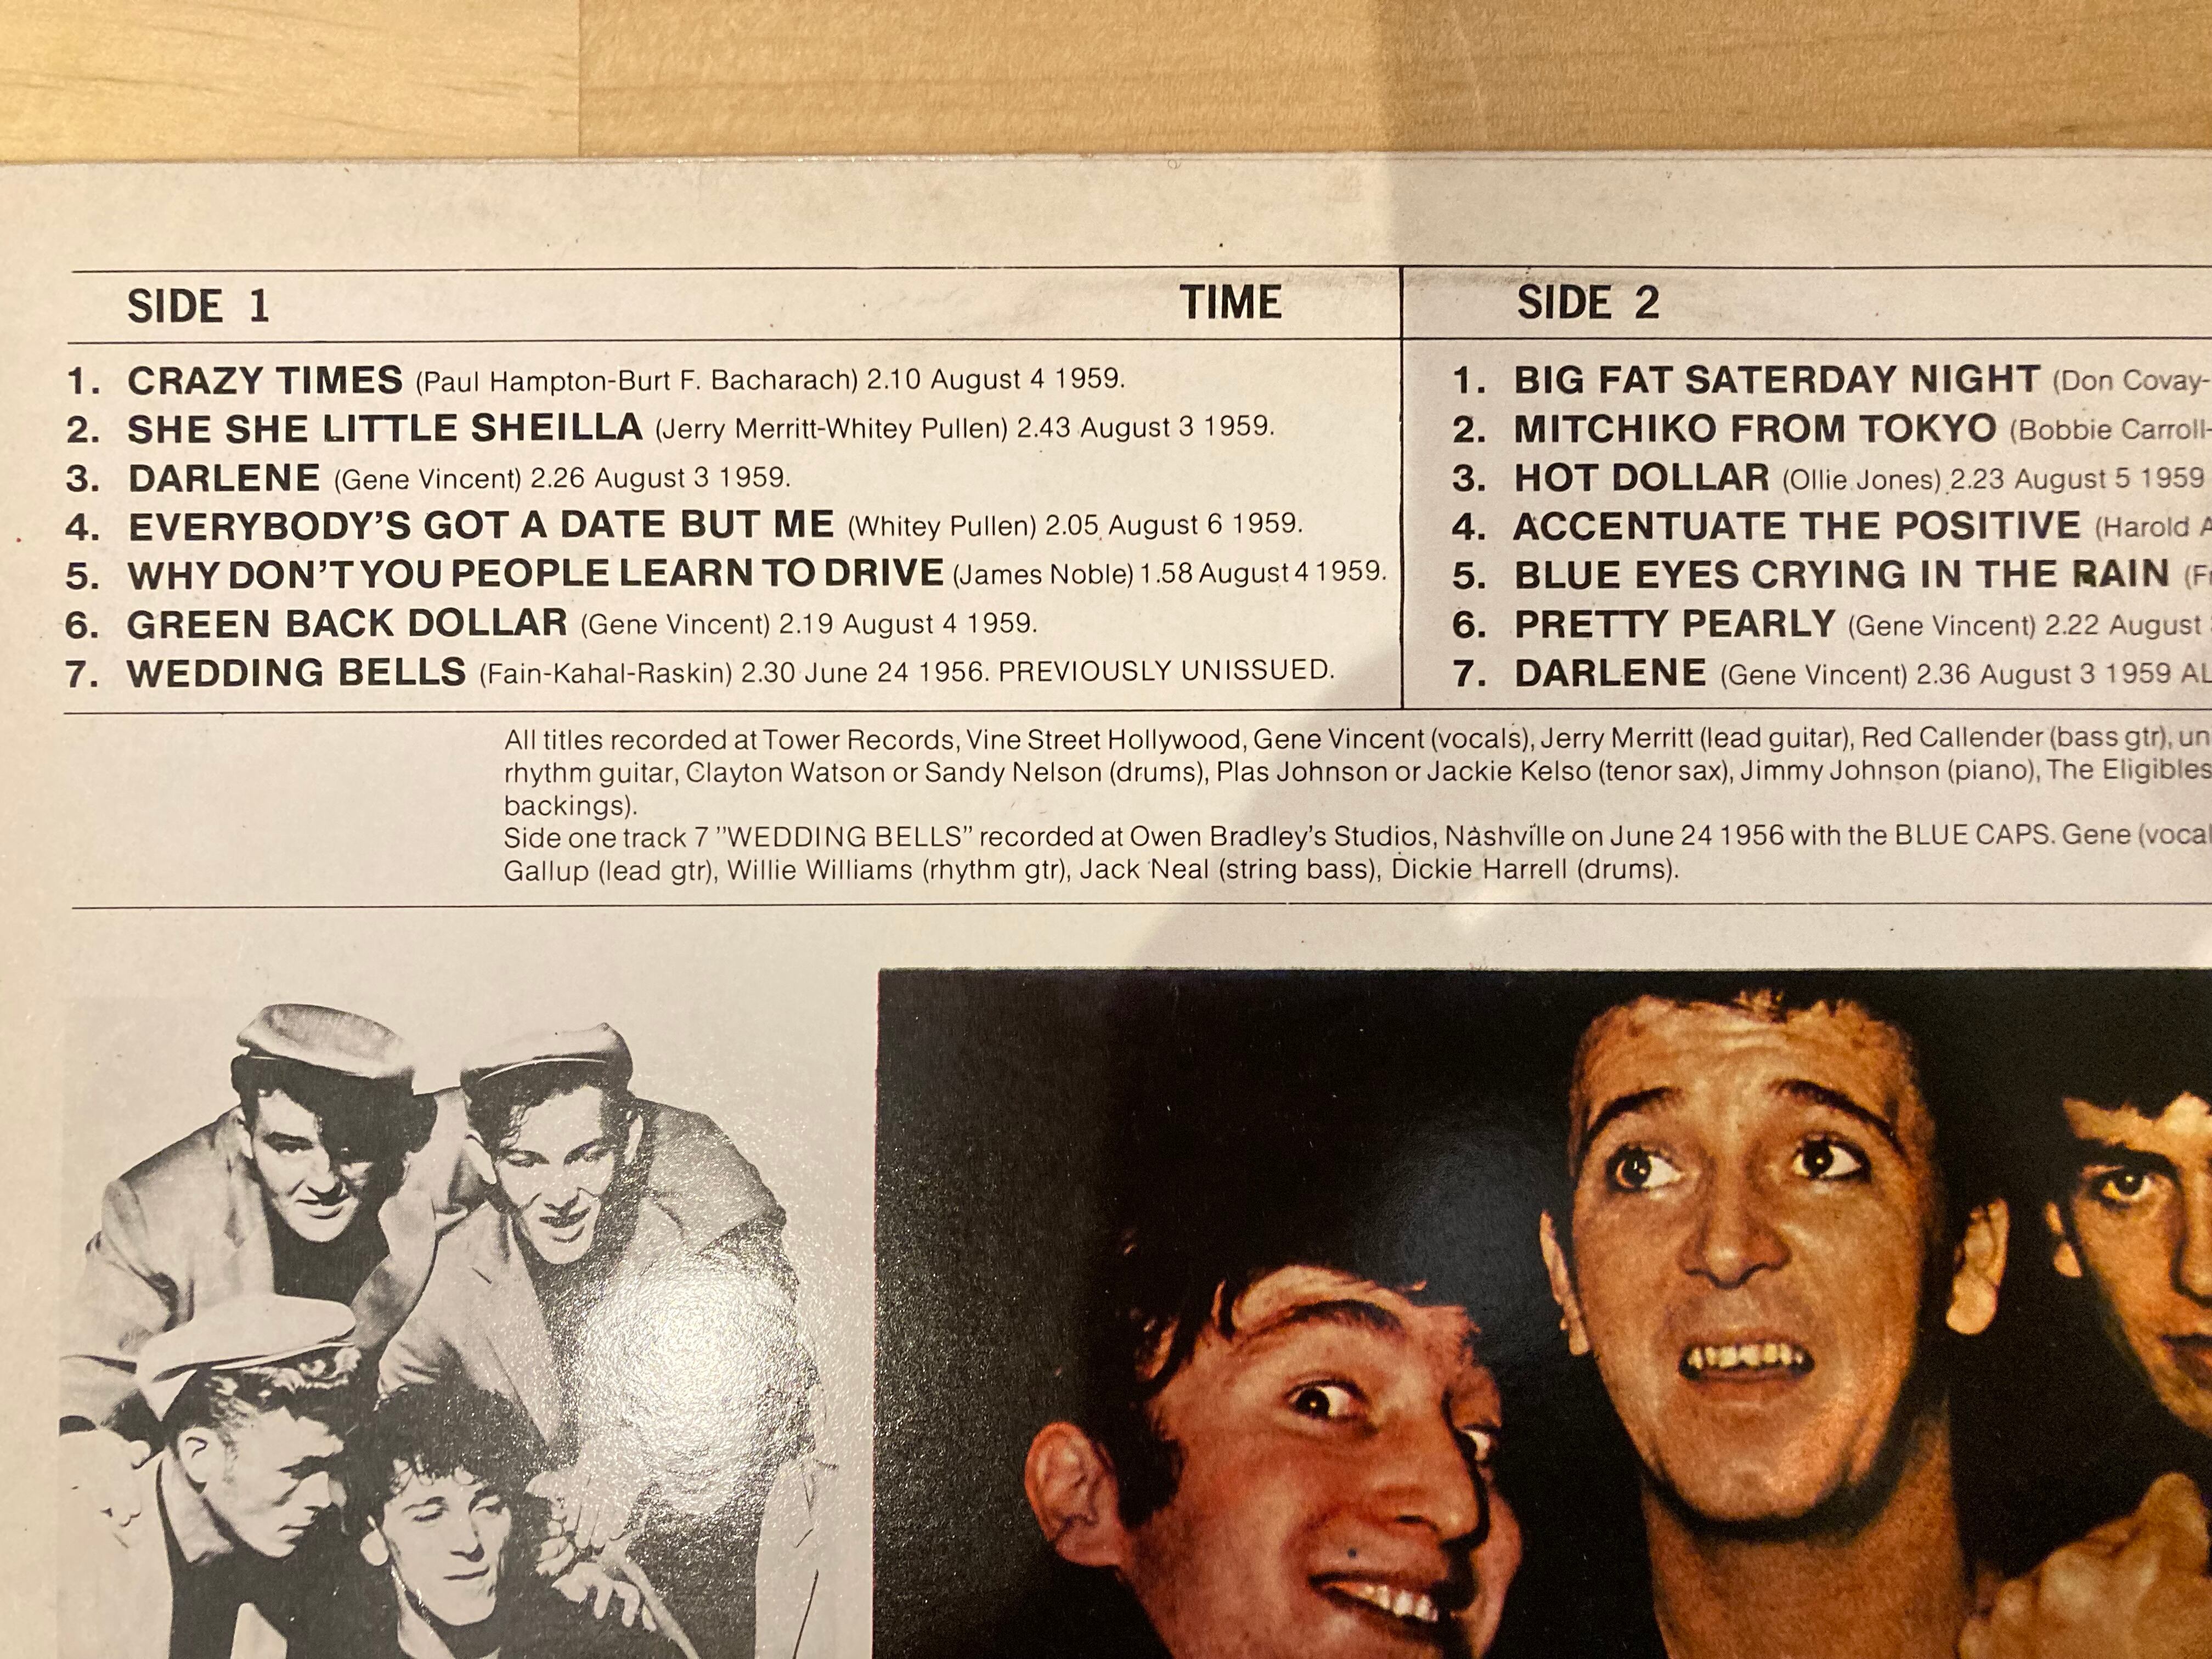 SIDE 1 TIME
1. CRAZY TIMES (Paul Hampton-Burt F. Bacharach) 2.10 August 4 1959.
2. SHE SHE LITTLE SHEILLA (Jerry Merritt-Whitey Pullen) 2.43 August 3 1959.
3. DARLENE (Gene Vincent) 2.26 August 3 1959.
4. EVERYBODY'S GOT A DATE BUT ME (Whitey Pullen) 2.05 August 6 1959.
5. WHY DON'T YOU PEOPLE LEARN TO DRIVE (James Noble) 1.58 August 4 1959.
6. GREEN BACK DOLLAR (Gene Vincent) 2.19 August 4 1959.
7. WEDDING BELLS (Fain-Kahal-Raskin) 2.30 June 24 1956. PREVIOUSLY UNISSUED.
SIDE 2
1. BIG FAT SATERDAY NIGHT (Don Covay-
2. MITCHIKO FROM TOKYO (Bobbie Carroll-
3. HOT DOLLAR (Ollie Jones) 2.23 August 5 1959
4. ACCENTUATE THE POSITIVE (Harold
5. BLUE EYES CRYING IN THE RAIN
6. PRETTY PEARLY (Gene Vincent) 2.22 August
7. DARLENE (Gene Vincent) 2.36 August 3 1959
All titles recorded at Tower Records, Vine Street Hollywood, Gene Vincent (vocals), Jerry Merritt (lead guitar), Red Callender (bass gtr),
rhythm guitar, Clayton Watson or Sandy Nelson (drums), Plas Johnson or Jackie Kelso (tenor sax), Jimmy Johnson (piano), The Eligibles
backings).
Side one track 7 "WEDDING BELLS" recorded at Owen Bradley's Studios, Nashville on June 24 1956 with the BLUE CAPS. Gene
Gallup (lead gtr), Willie Williams (rhythm gtr), Jack Neal (string bass), Dickie Harrell (drums).